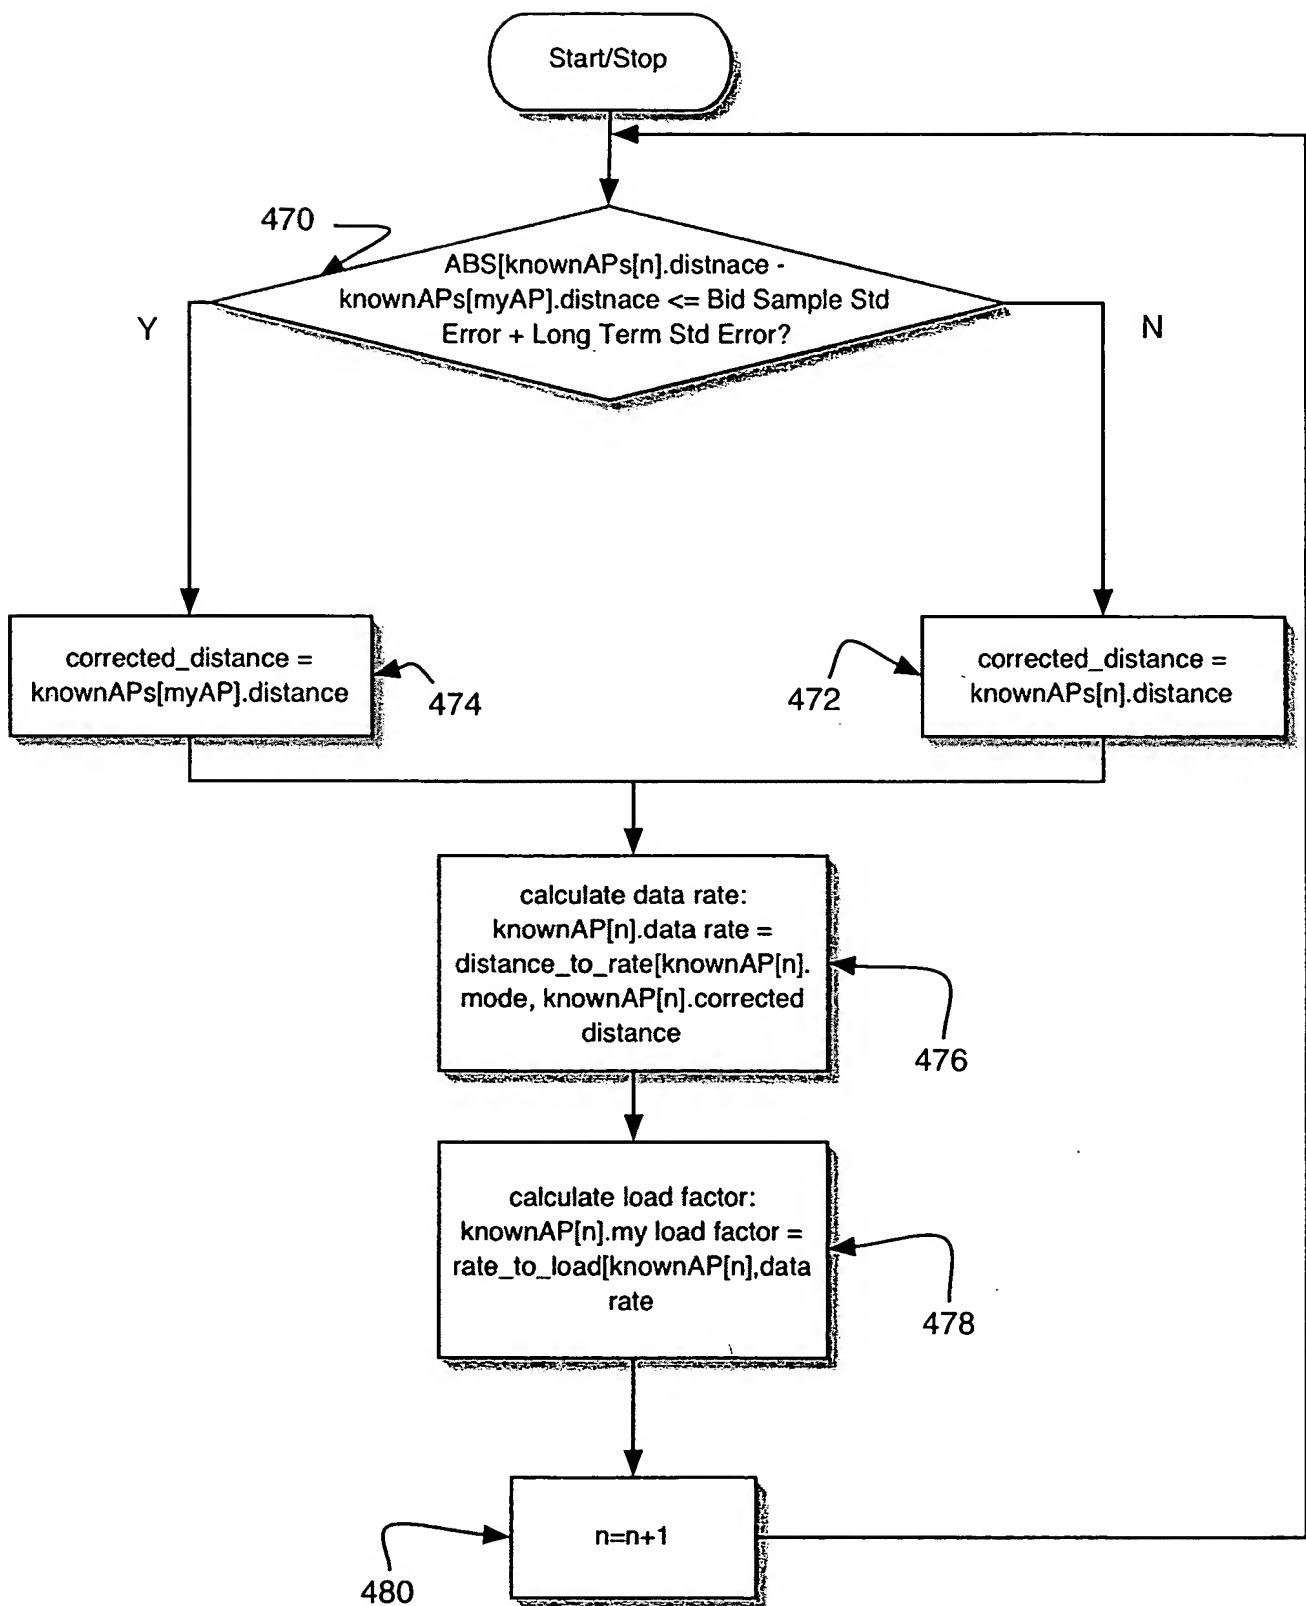 Start/Stop
470
ABS[knownAPs[n].distnace -
knownAPs[myAP].distnace <= Bid Sample Std
Error + Long Term Std Error?
Y
N
corrected_distance =
knownAPs[myAP].distance
474
472
corrected_distance =
knownAPs[n].distance
calculate data rate:
knownAP[n].data rate =
distance_to_rate[knownAP[n].
mode, knownAP[n].corrected
distance
476
calculate load factor:
knownAP[n].my load factor =
rate_to_load[knownAP[n],data
rate
478
n=n+1
480